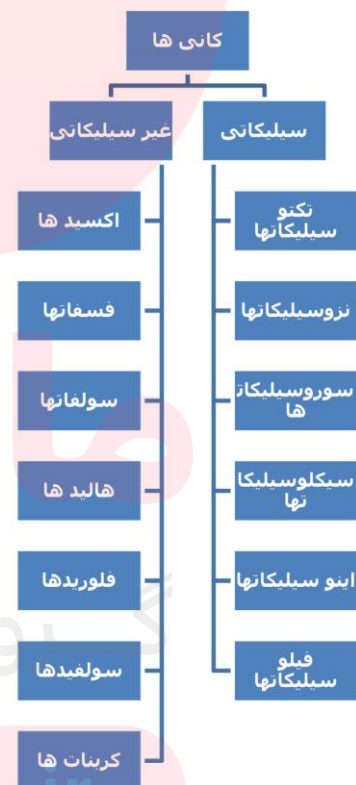 کانی ها
سیلیکاتی
تکتو
سیلیکاتها
نزوسیلیکاتها
سوروسیلیکات
ها
سیکلوسیلیکا
تها
اینو سیلیکاتها
فیلو
سیلیکاتها
غیر سیلیکاتی
اکسید ها
فسفاتها
سولفاتها
هالید ها
فلوریدها
سولفیدها
کربنات ها